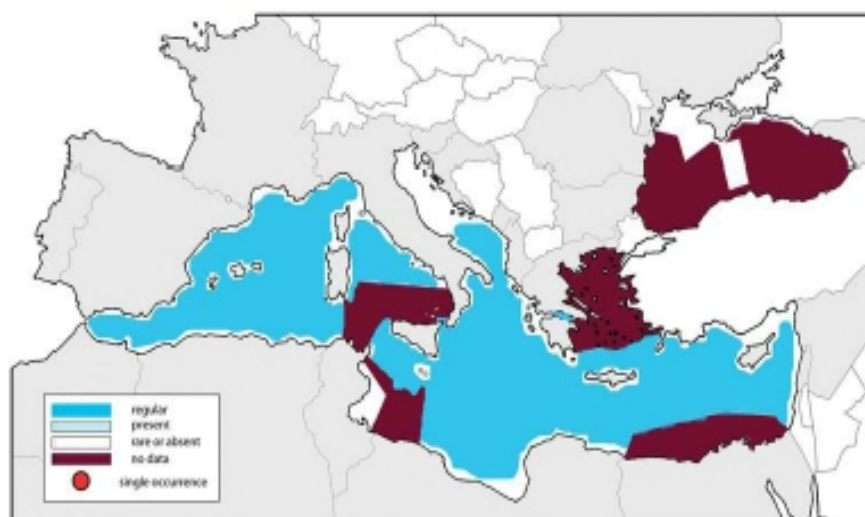 regular
present
rare or absent
no data
single occurrence